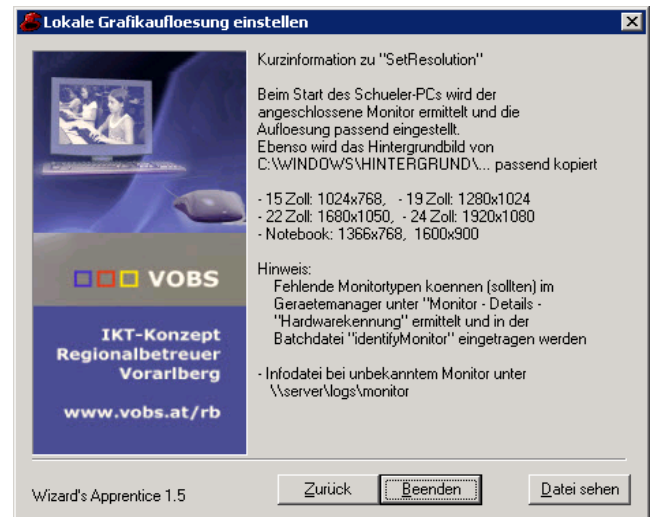 Lokale Grafikaufloesung einstellen
Kurzinformation zu "SetResolution"
Beim Start des Schueler-PCs wird der
angeschlossene Monitor ermittelt und die
Aufloesung passend eingestellt.
Ebenso wird das Hintergrundbild von
C:\WINDOWS\HINTERGRUND\... passend kopiert
- 15 Zoll: 1024x768,   - 19 Zoll: 1280x1024
- 22 Zoll: 1680x1050,  - 24 Zoll: 1920x1080
- Notebook: 1366x768,  1600x900
Hinweis:
Fehlende Monitortypen koennen (sollten) im
Geraetemanager unter "Monitor - Details -
"Hardwarekennung" ermittelt und in der
Batchdatei "identifyMonitor" eingetragen werden
- Infodatei bei unbekanntem Monitor unter
\\server\logs\monitor
VOBS
IKT-Konzept
Regionalbetreuer
Vorarlberg
www.vobs.at/rb
Wizard's Apprentice 1.5
Zurück
Beenden
Datei sehen